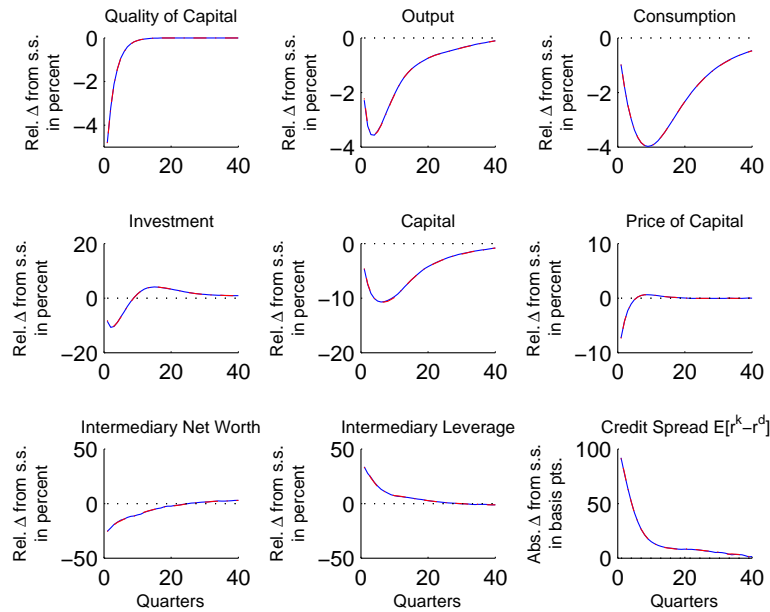 Quality of Capital
Rel. Δ from s.s.
in percent
0
−2
−4
0
20
40
Output
Rel. Δ from s.s.
in percent
0
−2
−4
0
20
40
Consumption
Rel. Δ from s.s.
in percent
0
−2
−4
0
20
40
Investment
Rel. Δ from s.s.
in percent
20
0
−20
0
20
40
Capital
Rel. Δ from s.s.
in percent
0
−10
−20
0
20
40
Price of Capital
Rel. Δ from s.s.
in percent
10
0
−10
0
20
40
Intermediary Net Worth
Rel. Δ from s.s.
in percent
50
0
−50
0
20
40
Quarters
Intermediary Leverage
Rel. Δ from s.s.
in percent
50
0
−50
0
20
40
Quarters
Credit Spread E[r^k−r^d]
Abs. Δ from s.s.
in basis pts.
100
50
0
0
20
40
Quarters